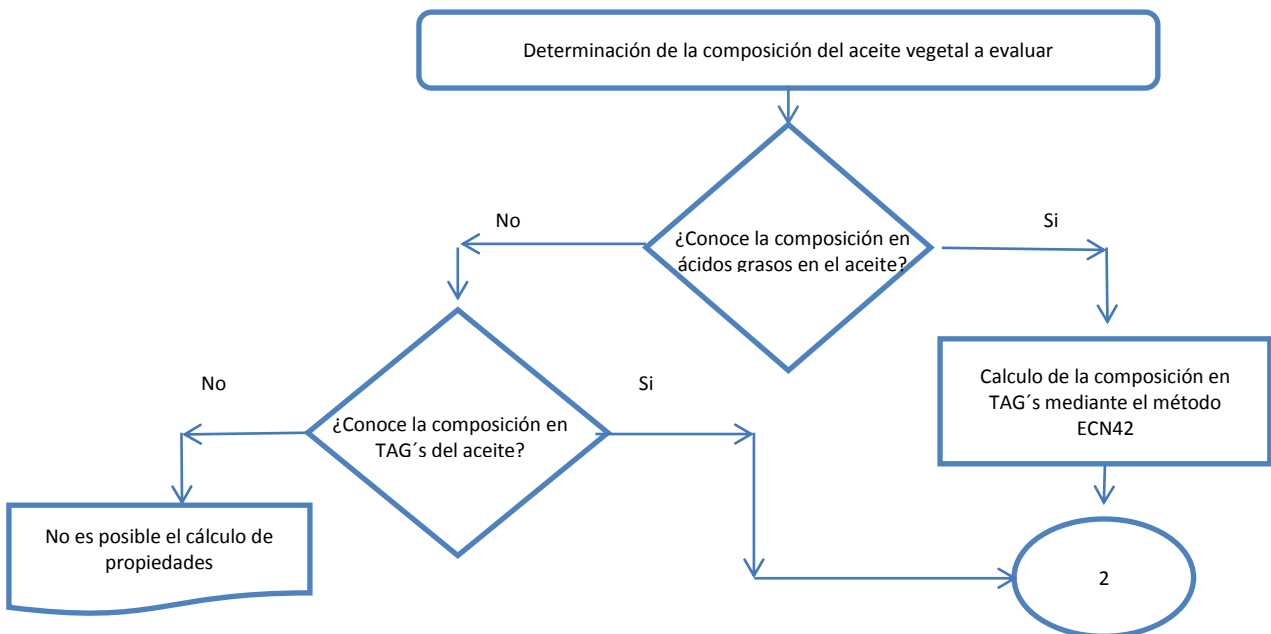 Determinación de la composición del aceite vegetal a evaluar
No
Si
¿Conoce la composición en
ácidos grasos en el aceite?
No
Si
¿Conoce la composición en
TAG´s del aceite?
Calculo de la composición en
TAG´s mediante el método
ECN42
No es posible el cálculo de
propiedades
2